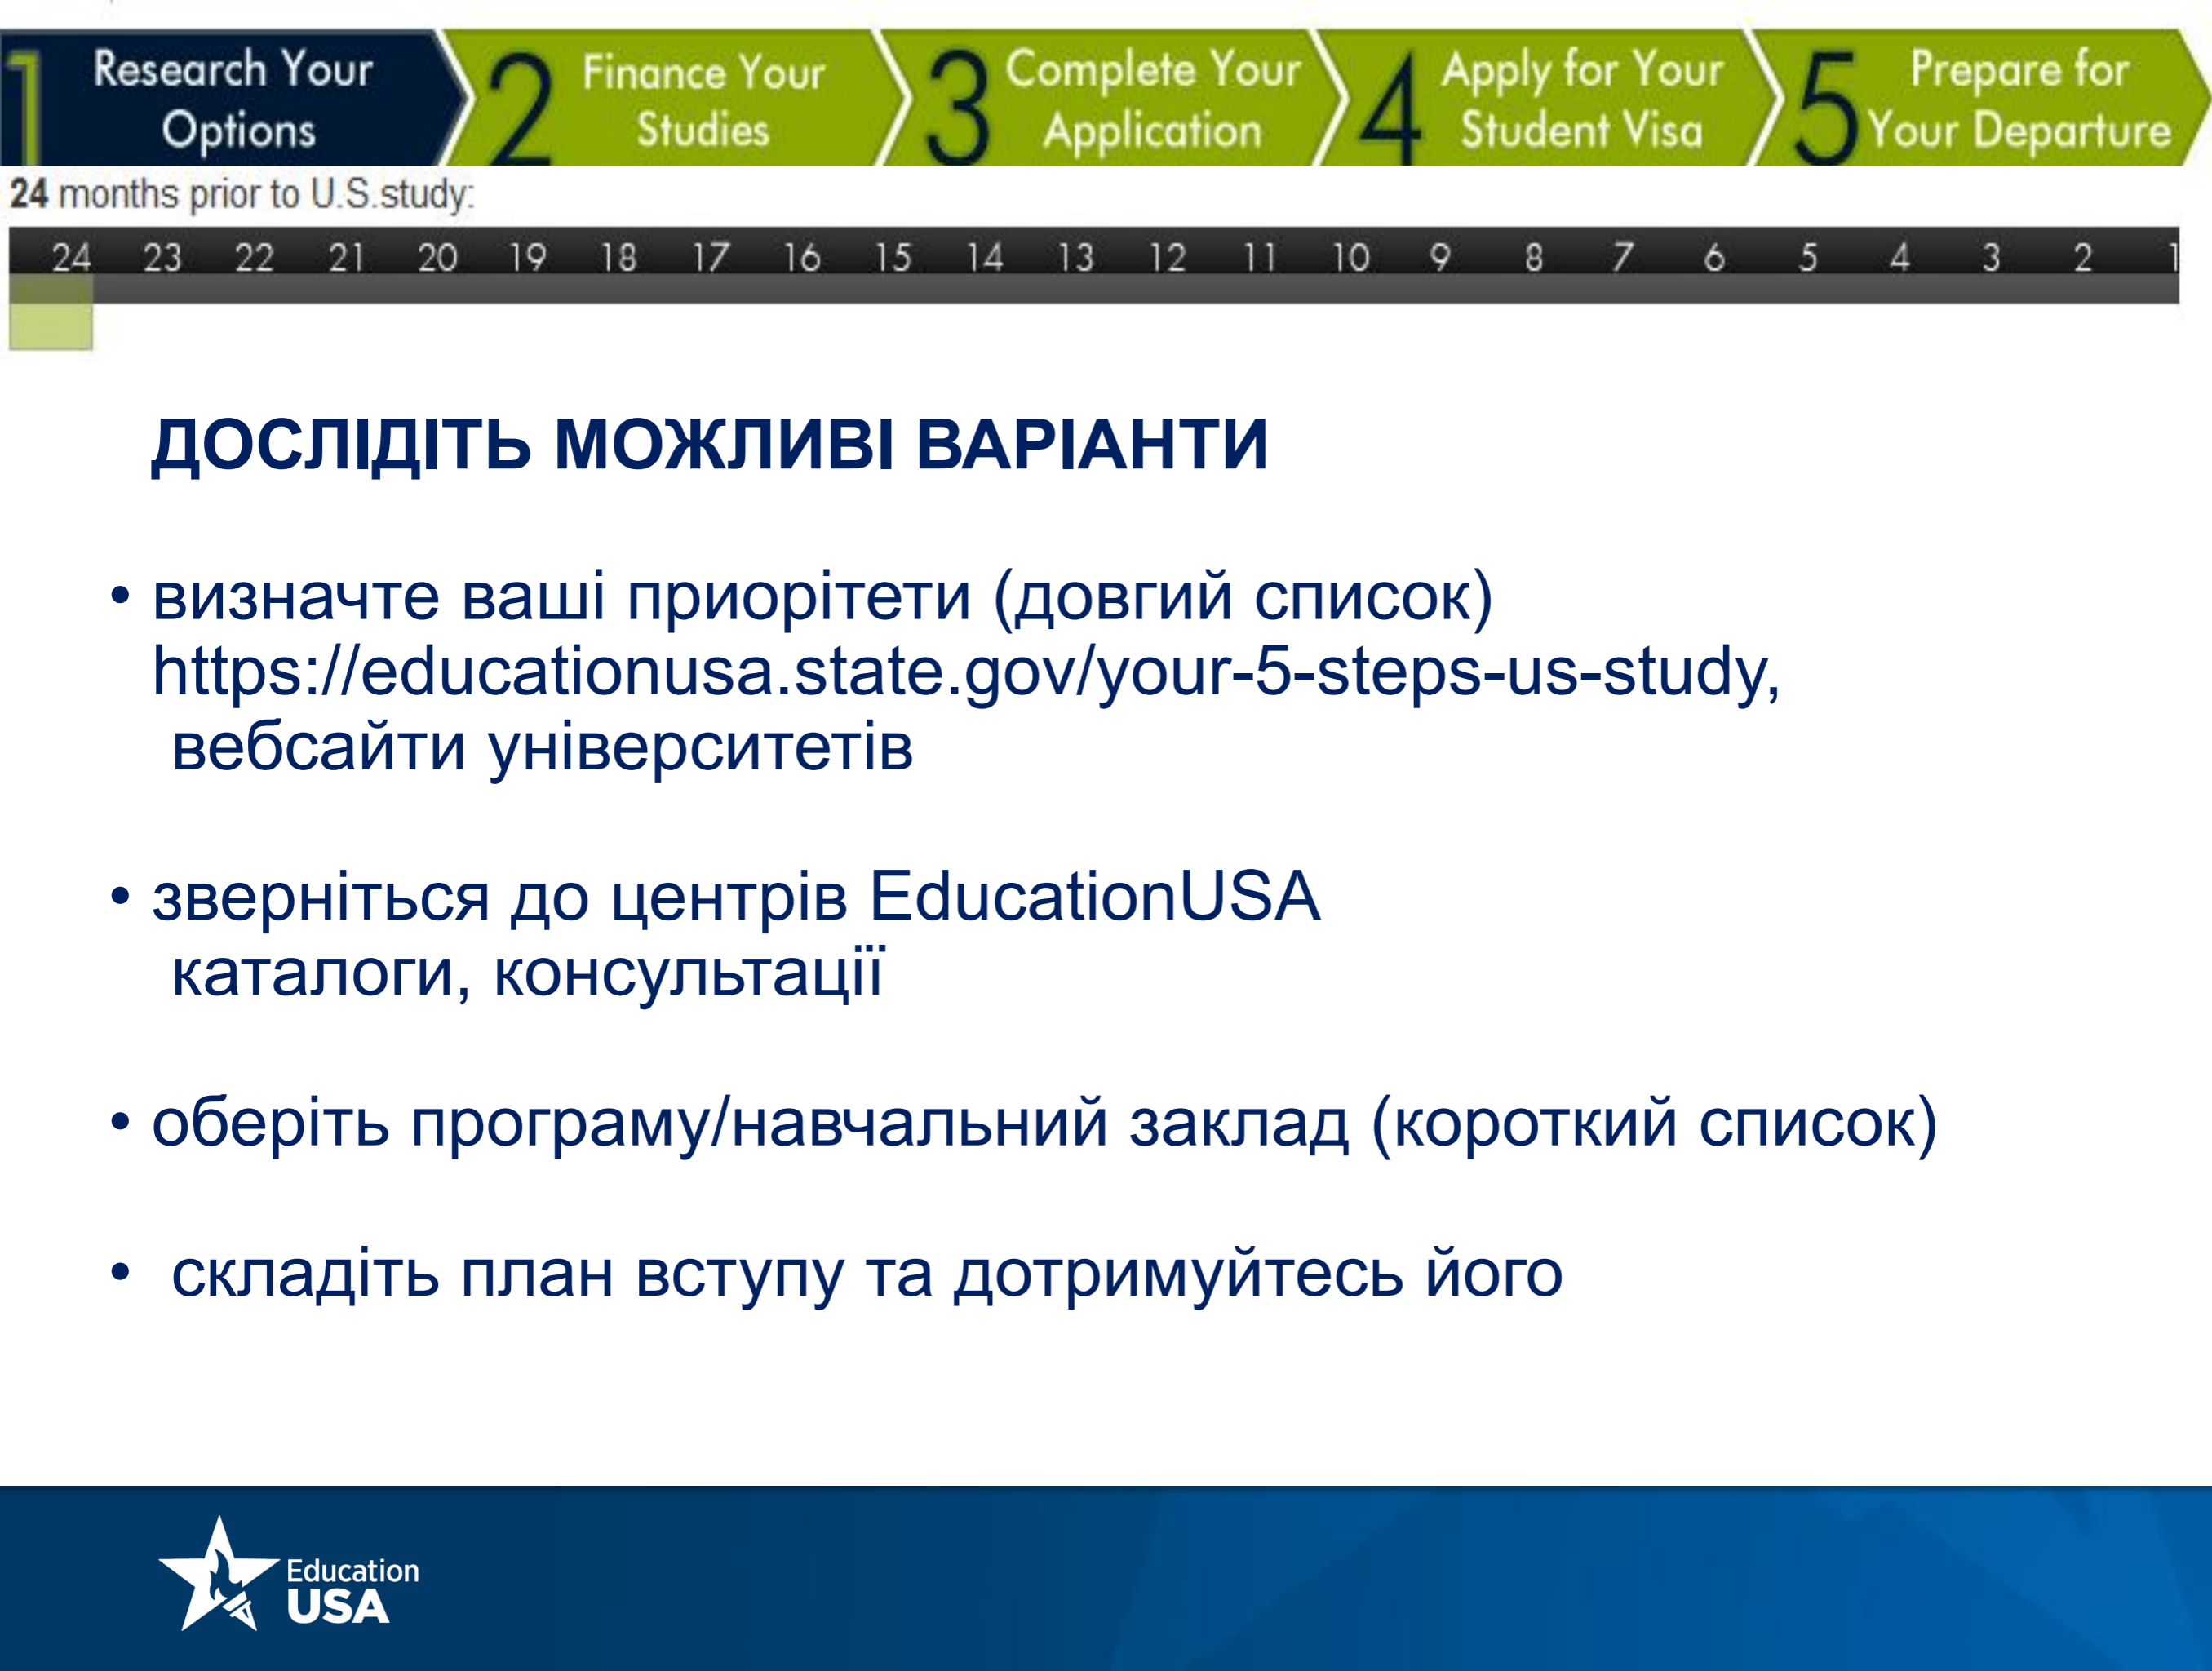 1 Research Your Options
2 Finance Your Studies
3 Complete Your Application
4 Apply for Your Student Visa
5 Prepare for Your Departure
24 months prior to U.S.study:
24 23 22 21 20 19 18 17 16 15 14 13 12 11 10 9 8 7 6 5 4 3 2 1
ДОСЛІДІТЬ МОЖЛИВІ ВАРІАНТИ
• визначте ваші приорітети (довгий список)
https://educationusa.state.gov/your-5-steps-us-study,
вебсайти університетів
• зверніться до центрів EducationUSA
каталоги, консультації
• оберіть програму/навчальний заклад (короткий список)
• складіть план вступу та дотримуйтесь його
Education
USA